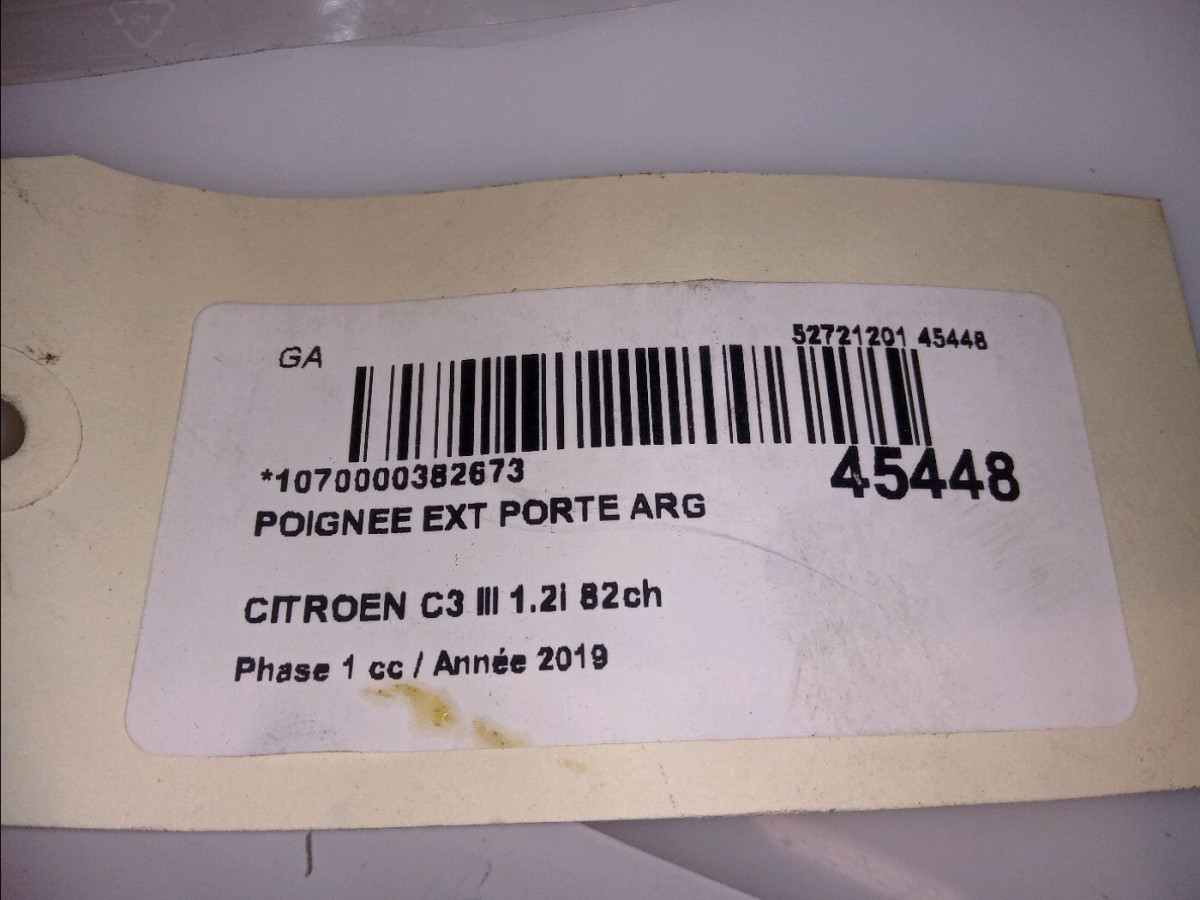 GA
52721201 45448
*1070000382673
45448
POIGNEE EXT PORTE ARG
CITROEN C3 III 1.2i 82ch
Phase 1 cc / Année 2019